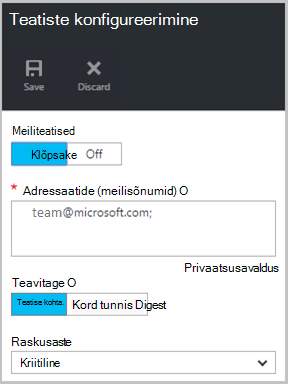 Teatiste konfigureerimine
Save Discard
Meiliteatised
Klõpsake Off
* Adressaatide (meilisõnumid) O
team@microsoft.com;
Privaatsusavaldus
Teavitage O
Teatise kohta. Kord tunnis Digest
Raskusaste
Kriitiline